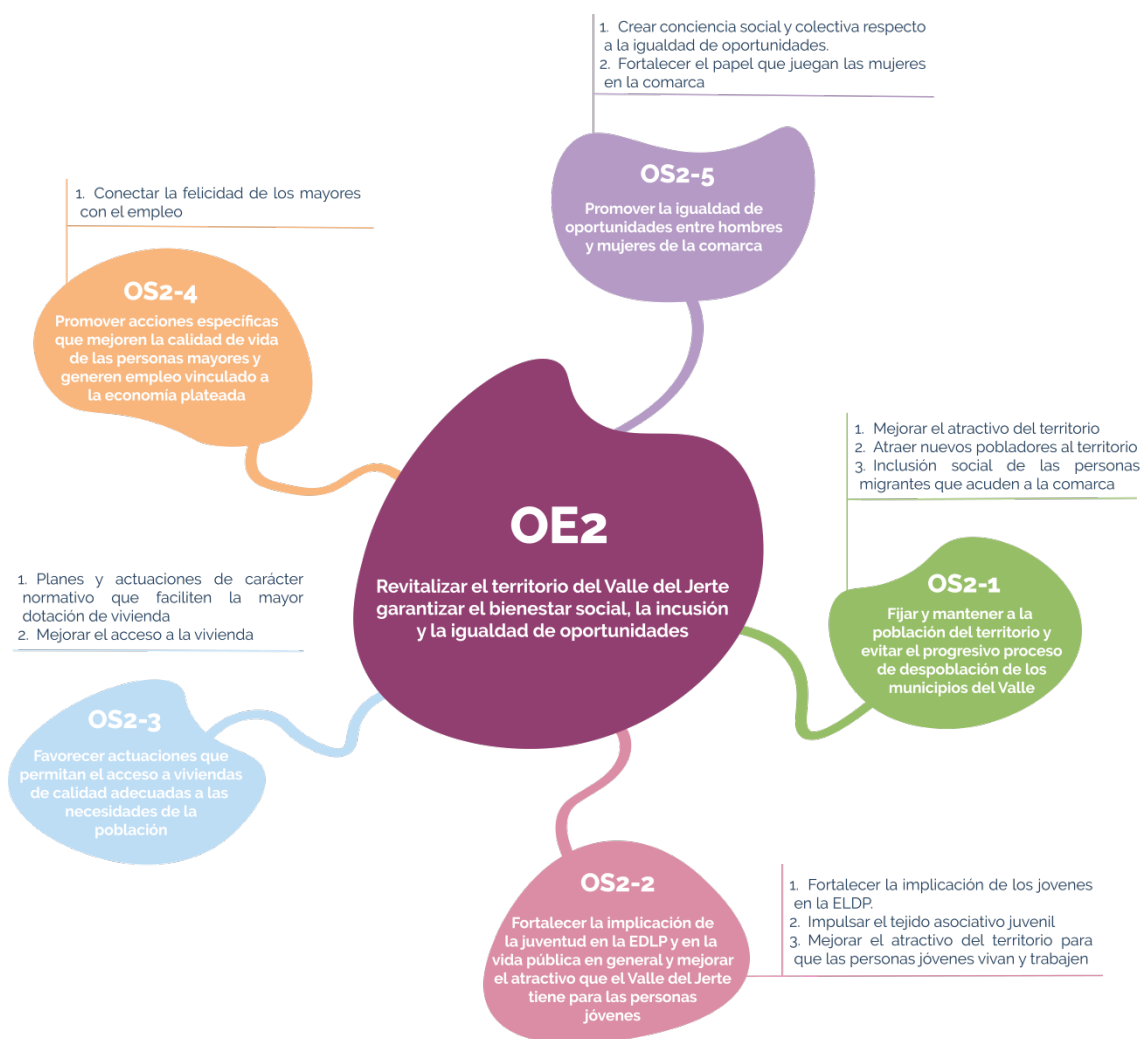 1. Crear conciencia social y colectiva respecto
a la igualdad de oportunidades.
2. Fortalecer el papel que juegan las mujeres
en la comarca
OS2-5
Promover la igualdad de
oportunidades entre hombres
y mujeres de la comarca
1. Conectar la felicidad de los mayores
con el empleo
OS2-4
Promover acciones específicas
que mejoren la calidad de vida
de las personas mayores y
generen empleo vinculado a
la economía plateada
OE2
Revitalizar el territorio del Valle del Jerte
garantizar el bienestar social, la incusión
y la igualdad de oportunidades
1. Mejorar el atractivo del territorio
2. Atraer nuevos pobladores al territorio
3. Inclusión social de las personas
migrantes que acuden a la comarca
OS2-1
Fijar y mantener a la
población del territorio y
evitar el progresivo proceso
de despoblación de los
municipios del Valle
1. Planes y actuaciones de carácter
normativo que faciliten la mayor
dotación de vivienda
2. Mejorar el acceso a la vivienda
OS2-3
Favorecer actuaciones que
permitan el acceso a viviendas
de calidad adecuadas a las
necesidades de la
población
OS2-2
Fortalecer la implicación de
la juventud en la EDLP y en la
vida pública en general y mejorar
el atractivo que el Valle del Jerte
tiene para las personas
jóvenes
1. Fortalecer la implicación de los jovenes
en la ELDP.
2. Impulsar el tejido asociativo juvenil
3. Mejorar el atractivo del territorio para
que las personas jóvenes vivan y trabajen